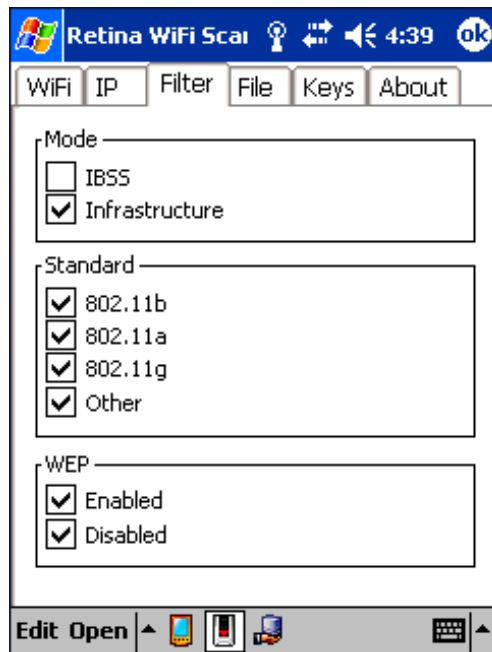 Retina WiFi Scan 4:39 ok
WiFi IP Filter File Keys About
Mode
IBSS
Infrastructure
Standard
802.11b
802.11a
802.11g
Other
WEP
Enabled
Disabled
Edit Open